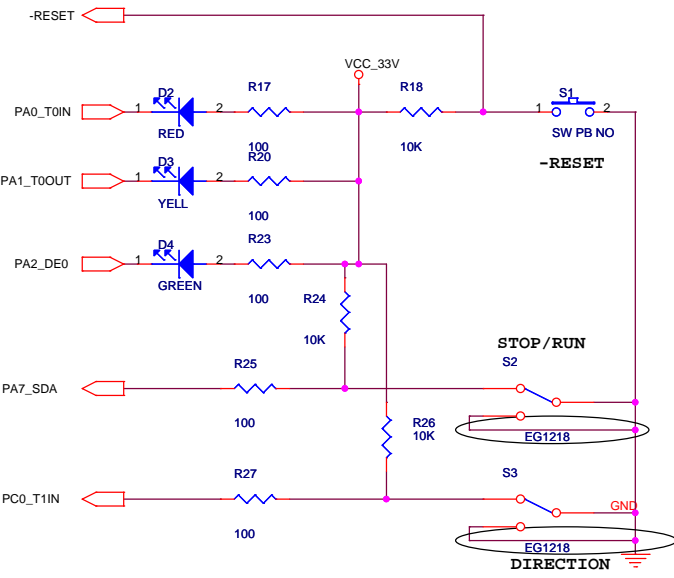 -RESET
VCC_33V
D2
R17
R18
S1
PA0_T0IN
1
2
1
2
RED
100
10K
SW PB NO
D3
R20
-RESET
PA1_T0OUT
1
2
YELL
100
D4
R23
PA2_DE0
1
2
GREEN
100
R24
10K
STOP/RUN
S2
R25
PA7_SDA
100
R26
10K
EG1218
R27
S3
PC0_T1IN
GND
100
EG1218
DIRECTION